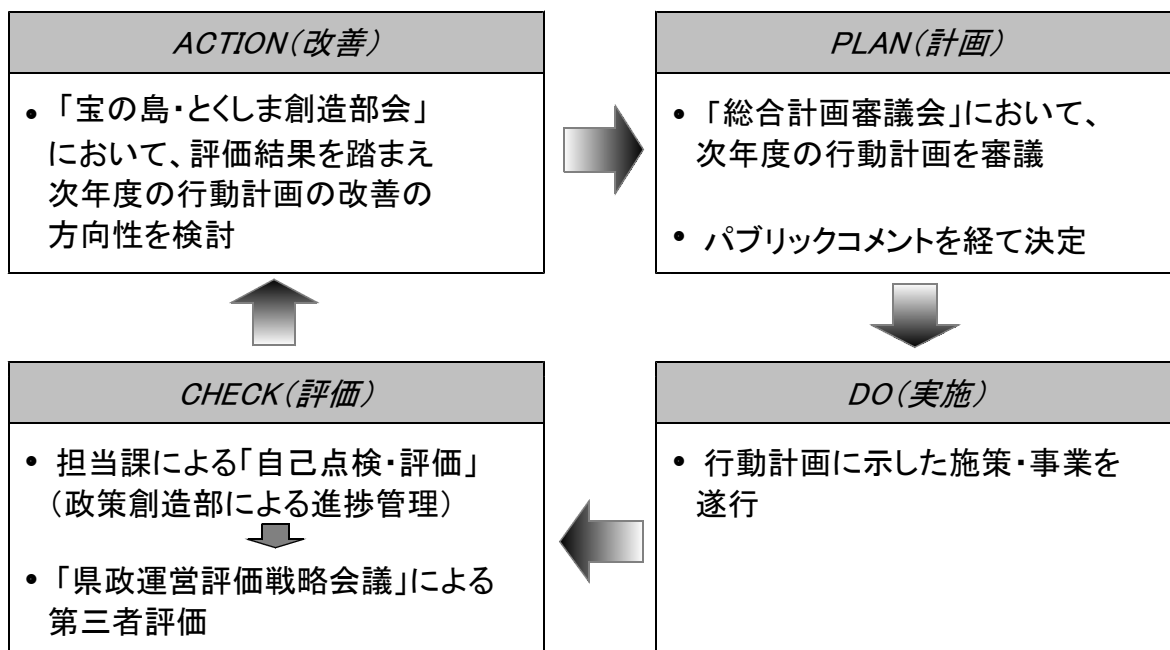 ACTION(改善)
• 「宝の島・とくしま創造部会」
において、評価結果を踏まえ
次年度の行動計画の改善の
方向性を検討
PLAN(計画)
• 「総合計画審議会」において、
次年度の行動計画を審議
• パブリックコメントを経て決定
CHECK(評価)
• 担当課による「自己点検・評価」
(政策創造部による進捗管理)
• 「県政運営評価戦略会議」による
第三者評価
DO(実施)
• 行動計画に示した施策・事業を
遂行